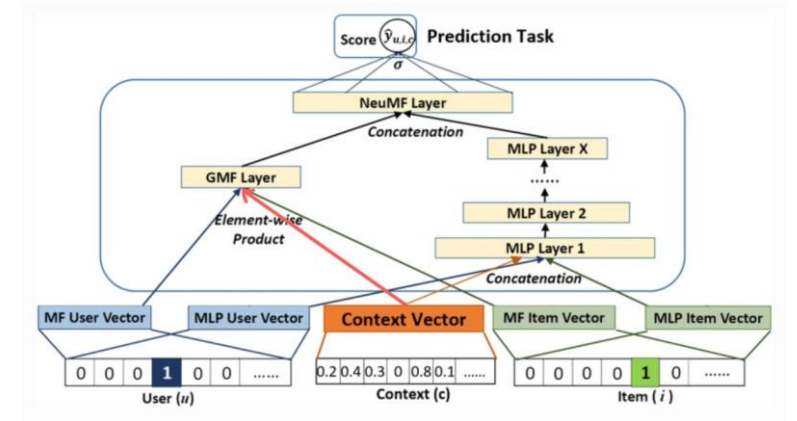 Score ŷu,i,c Prediction Task
σ
NeuMF Layer
Concatenation
MLP Layer X
......
GMF Layer
MLP Layer 2
Element-wise
Product
MLP Layer 1
Concatenation
MF User Vector MLP User Vector Context Vector MF Item Vector MLP Item Vector
0 0 0 1 0 0 ...... 0.2 0.4 0.3 0 0.8 0.1 ...... 0 0 0 0 1 0 ......
User (u) Context (c) Item ( i )